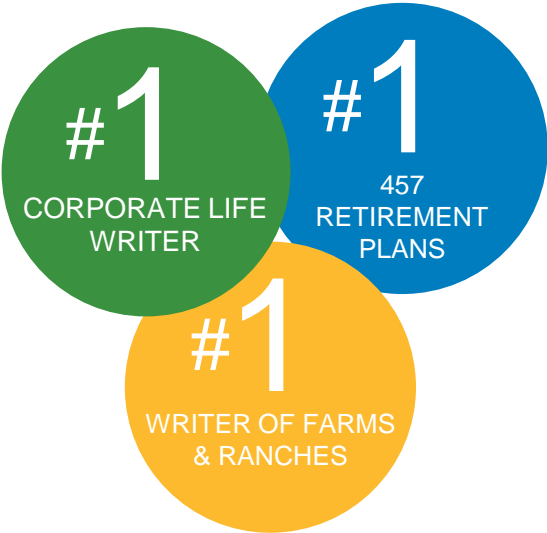 #1
CORPORATE LIFE
WRITER
#1
457
RETIREMENT
PLANS
#1
WRITER OF FARMS
& RANCHES